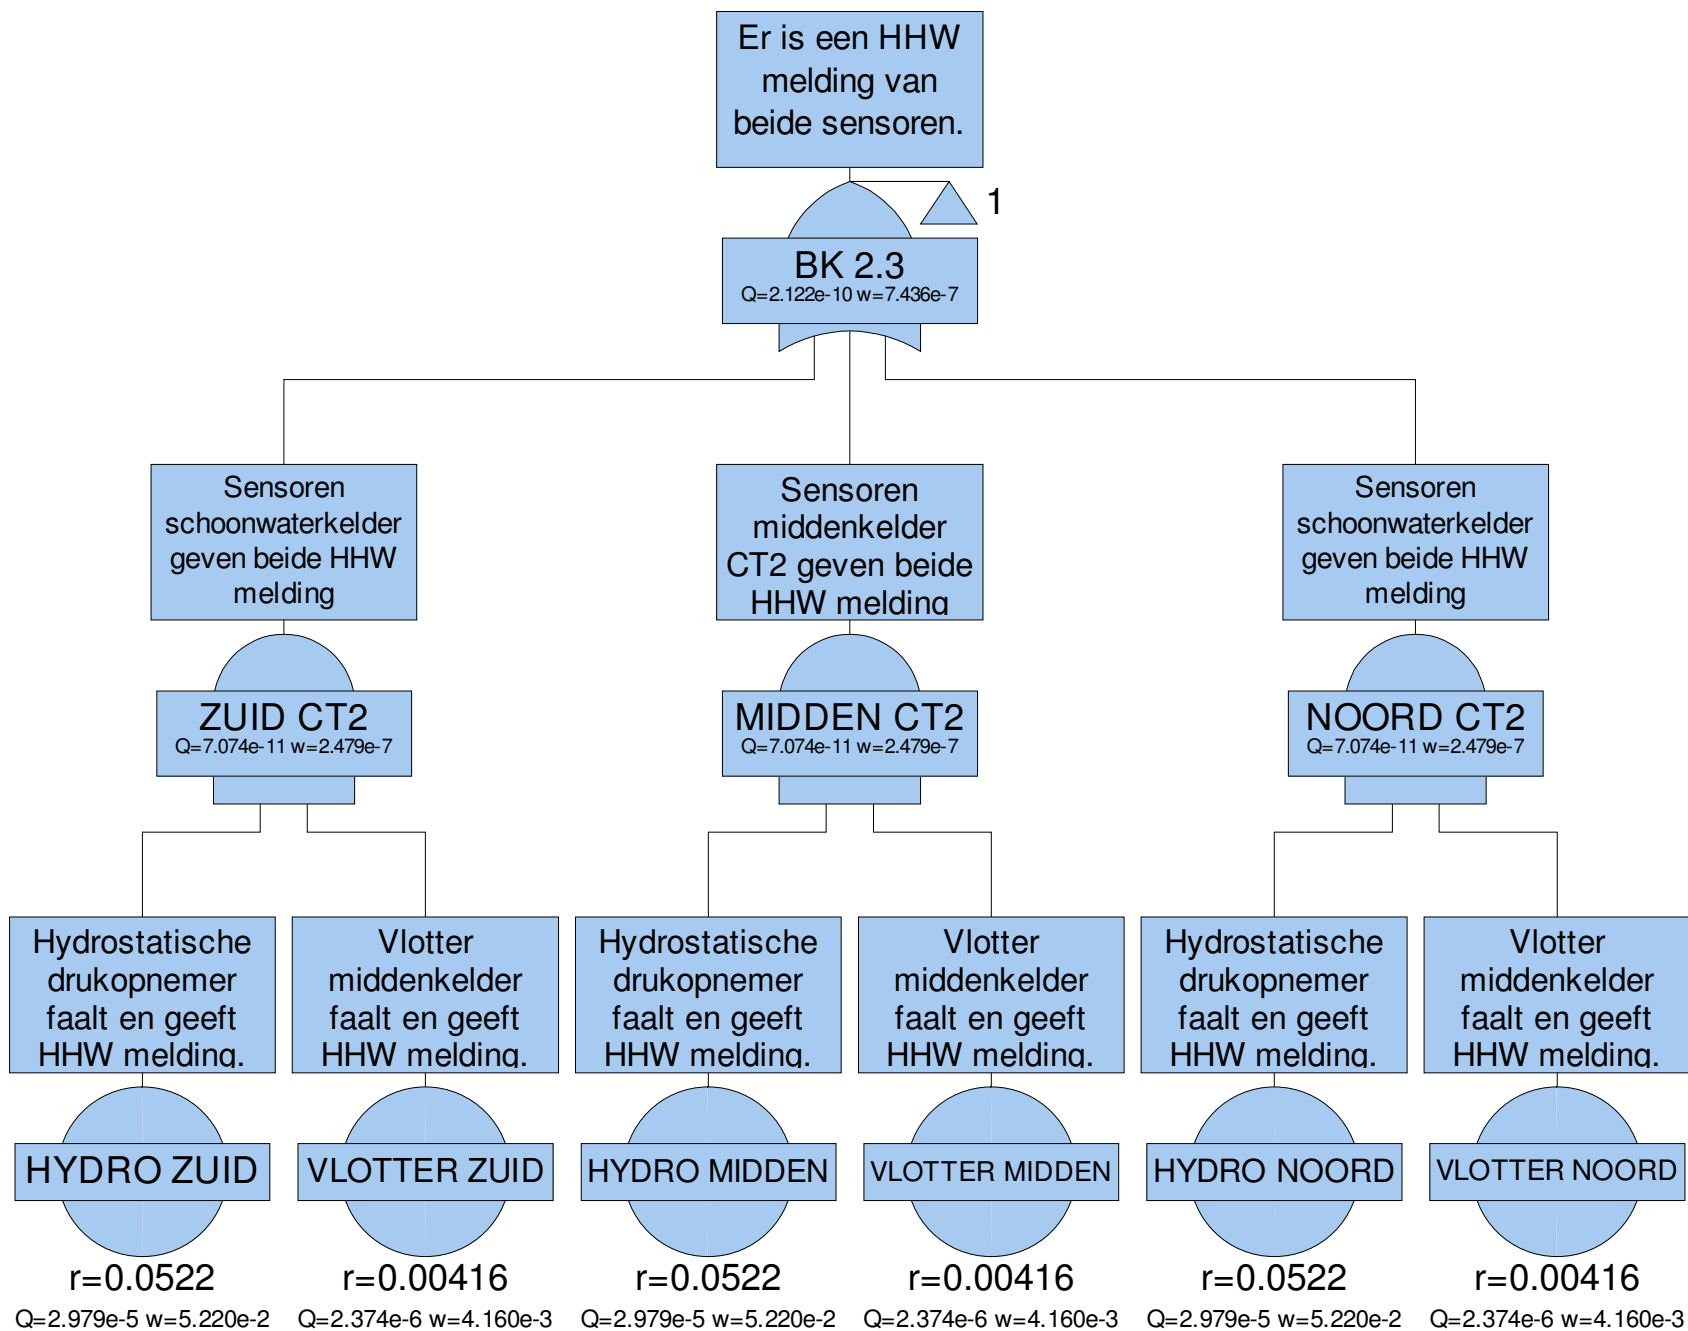 Er is een HHW
melding van
beide sensoren.
1
BK 2.3
Q=2.122e-10 w=7.436e-7
Sensoren
schoonwaterkelder
geven beide HHW
melding
Sensoren
middenkelder
CT2 geven beide
HHW melding
Sensoren
schoonwaterkelder
geven beide HHW
melding
ZUID CT2
Q=7.074e-11 w=2.479e-7
MIDDEN CT2
Q=7.074e-11 w=2.479e-7
NOORD CT2
Q=7.074e-11 w=2.479e-7
Hydrostatische
drukopnemer
faalt en geeft
HHW melding.
Vlotter
middenkelder
faalt en geeft
HHW melding.
Hydrostatische
drukopnemer
faalt en geeft
HHW melding.
Vlotter
middenkelder
faalt en geeft
HHW melding.
Hydrostatische
drukopnemer
faalt en geeft
HHW melding.
Vlotter
middenkelder
faalt en geeft
HHW melding.
HYDRO ZUID
VLOTTER ZUID
HYDRO MIDDEN
VLOTTER MIDDEN
HYDRO NOORD
VLOTTER NOORD
r=0.0522
r=0.00416
r=0.0522
r=0.00416
r=0.0522
r=0.00416
Q=2.979e-5 w=5.220e-2
Q=2.374e-6 w=4.160e-3
Q=2.979e-5 w=5.220e-2
Q=2.374e-6 w=4.160e-3
Q=2.979e-5 w=5.220e-2
Q=2.374e-6 w=4.160e-3